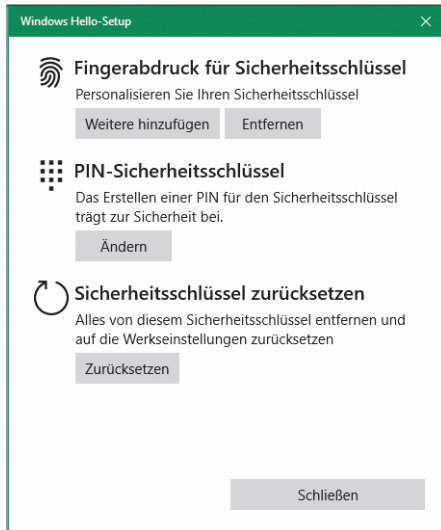 Windows Hello-Setup
Fingerabdruck für Sicherheitsschlüssel
Personalisieren Sie Ihren Sicherheitsschlüssel
Weitere hinzufügen
Entfernen
PIN-Sicherheitsschlüssel
Das Erstellen einer PIN für den Sicherheitsschlüssel
trägt zur Sicherheit bei.
Ändern
Sicherheitsschlüssel zurücksetzen
Alles von diesem Sicherheitsschlüssel entfernen und
auf die Werkseinstellungen zurücksetzen
Zurücksetzen
Schließen